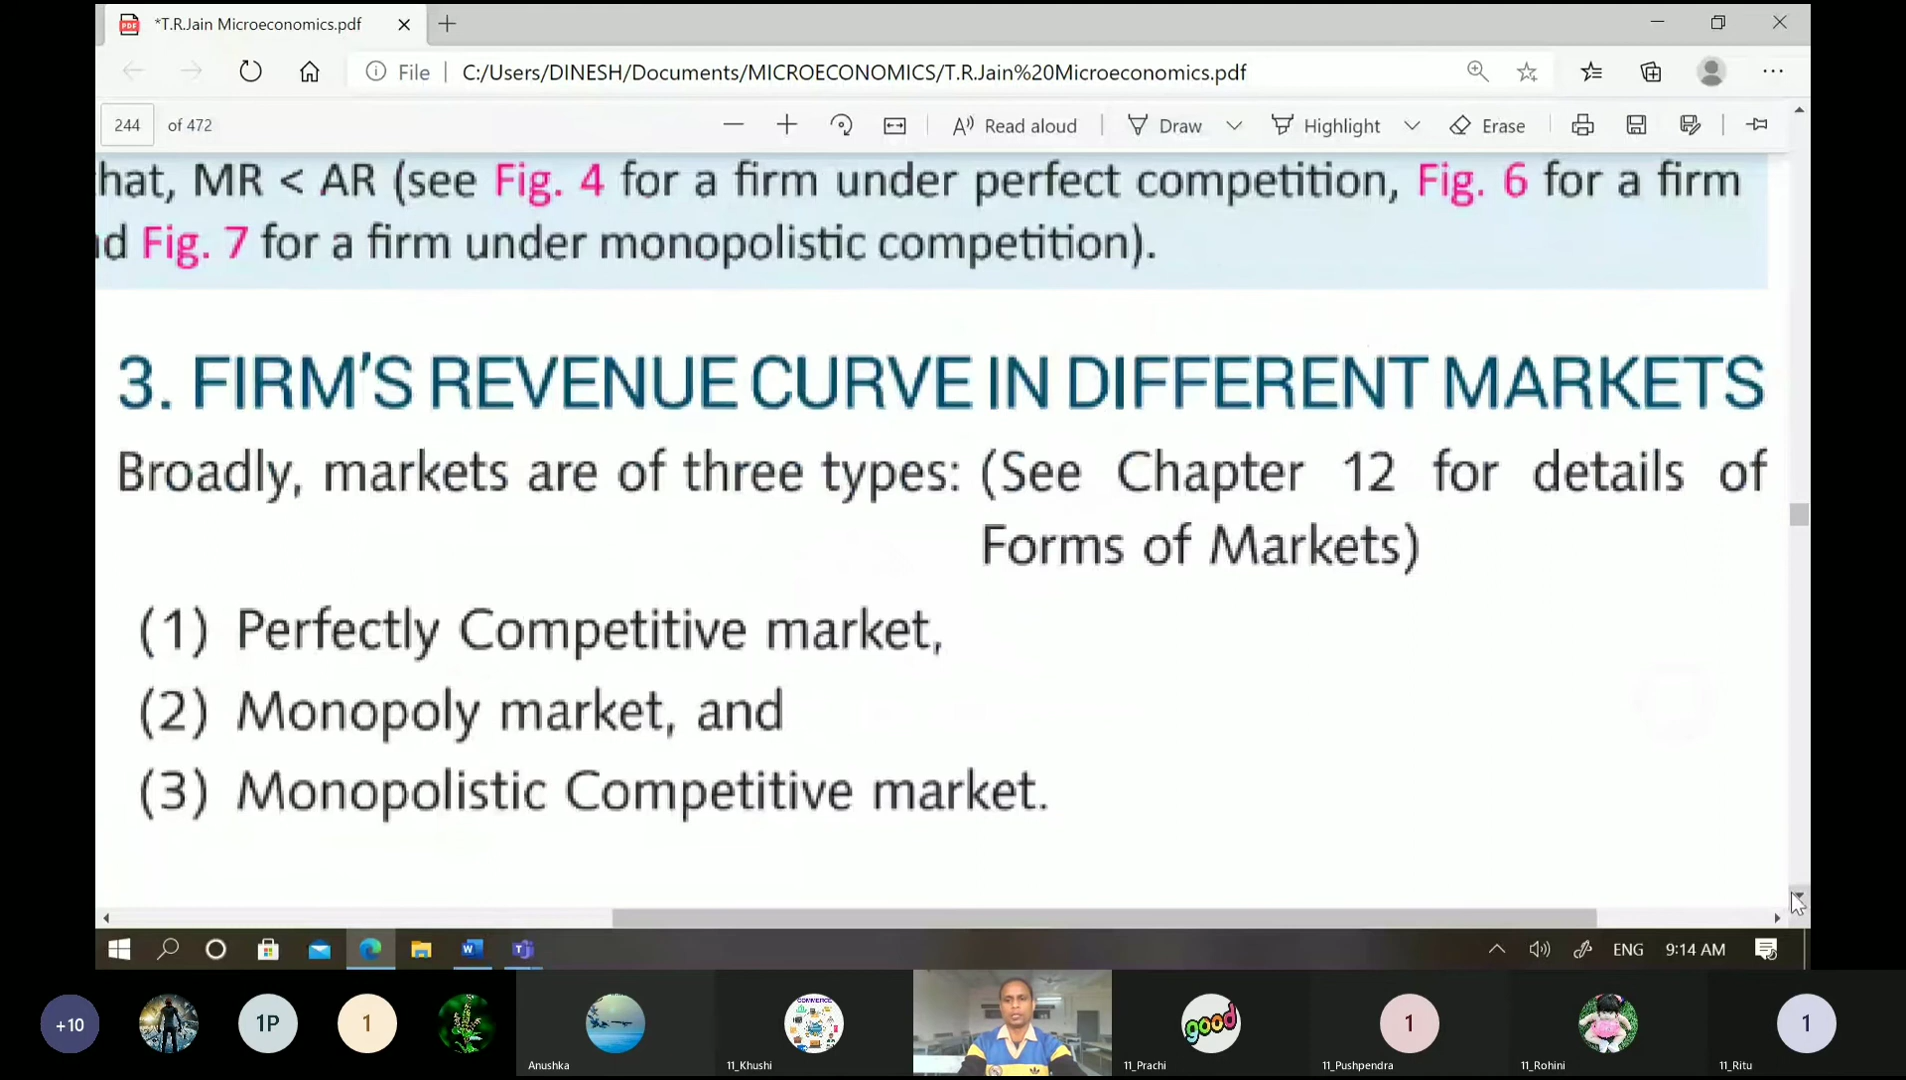 *T.R.Jain Microeconomics.pdf
File C:/Users/DINESH/Documents/MICROECONOMICS/T.R.Jain%20Microeconomics.pdf
244 of 472 Read aloud Draw Highlight Erase
hat, MR < AR (see Fig. 4 for a firm under perfect competition, Fig. 6 for a firm
d Fig. 7 for a firm under monopolistic competition).
3. FIRM'S REVENUE CURVE IN DIFFERENT MARKETS
Broadly, markets are of three types: (See Chapter 12 for details of
Forms of Markets)
(1) Perfectly Competitive market,
(2) Monopoly market, and
(3) Monopolistic Competitive market.
ENG 9:14 AM
+10 1P 1 COMMERCE good 1 1
Anushka 11_Khushi 11_Prachi 11_Pushpendra 11_Rohini 11_Ritu